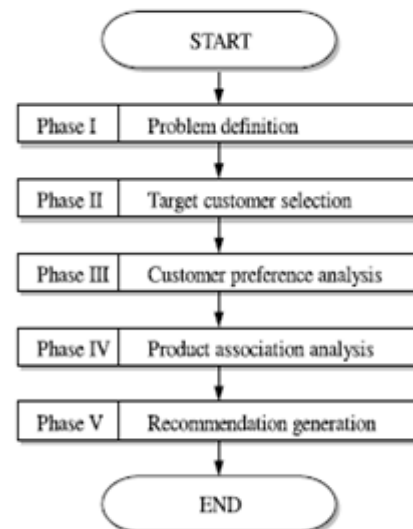 START
Phase I Problem definition
Phase II Target customer selection
Phase III Customer preference analysis
Phase IV Product association analysis
Phase V Recommendation generation
END